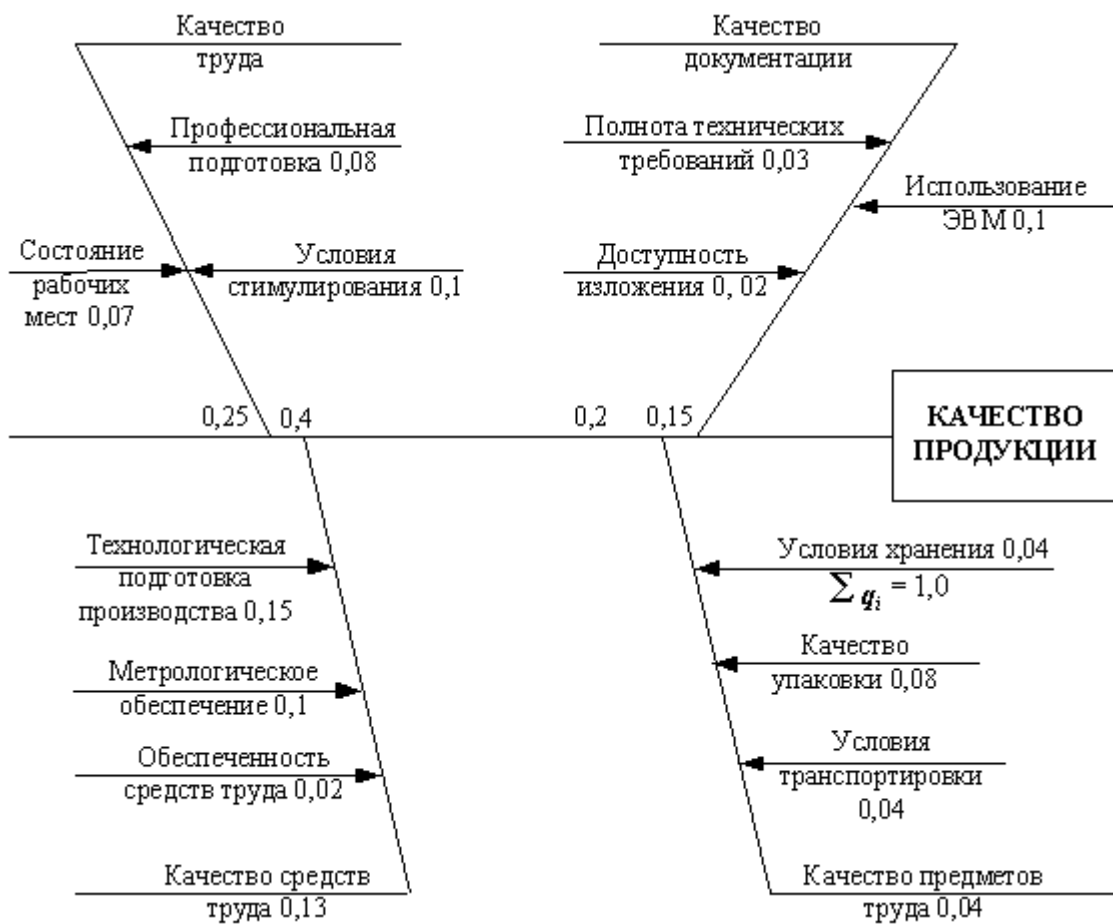 Качество
труда
Качество
документации
Профессиональная
подготовка 0,08
Полнота технических
требований 0,03
Использование
ЭВМ 0,1
Состояние
рабочих
мест 0,07
Условия
стимулирования 0,1
Доступность
изложения 0, 02
0,25
0,4
0,2
0,15
КАЧЕСТВО
ПРОДУКЦИИ
Технологическая
подготовка
производства 0,15
Условия хранения 0,04
∑ qᵢ = 1,0
Метрологическое
обеспечение 0,1
Качество
упаковки 0,08
Обеспеченность
средств труда 0,02
Условия
транспортировки
0,04
Качество средств
труда 0,13
Качество предметов
труда 0,04